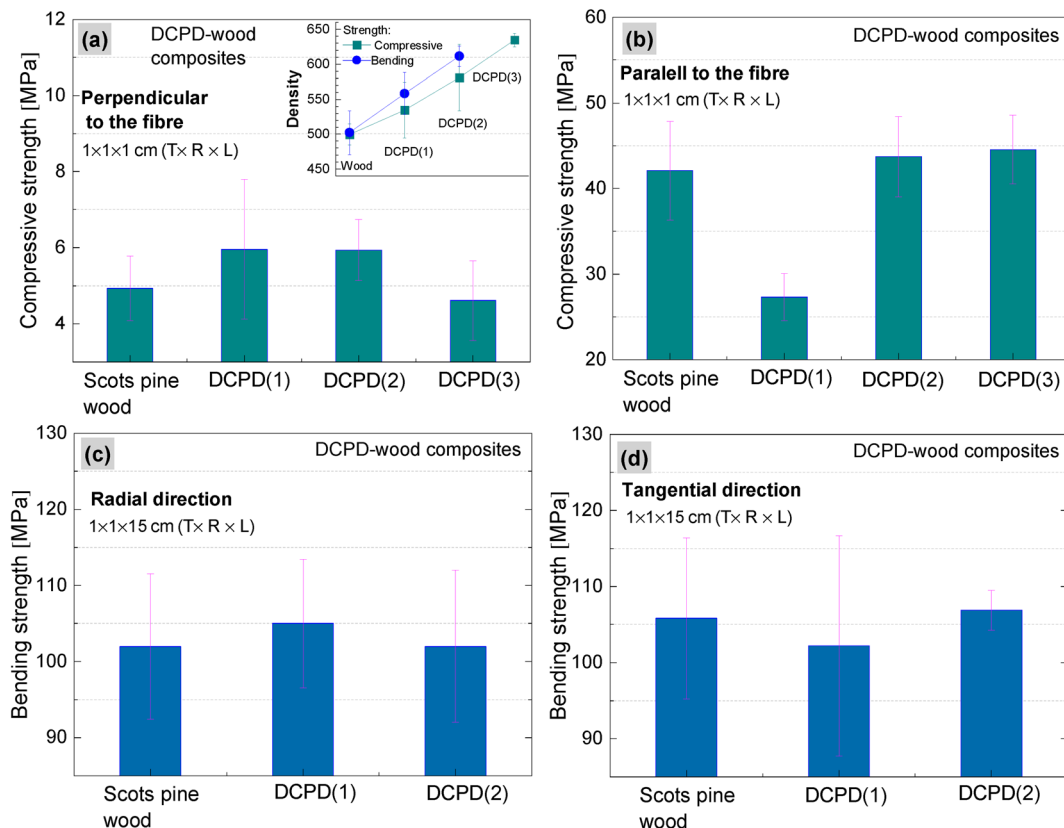 (a)
DCPD-wood
composites
Perpendicular
to the fibre
1×1×1 cm (T× R × L)
Compressive strength [MPa]
12
10
8
6
4
Scots pine
wood
DCPD(1)
DCPD(2)
DCPD(3)
Strength:
Compressive
Bending
Density
650
600
550
500
450
Wood
DCPD(1)
DCPD(2)
DCPD(3)
(b)
DCPD-wood composites
Paralell to the fibre
1×1×1 cm (T× R × L)
Compressive strength [MPa]
60
50
40
30
20
Scots pine
wood
DCPD(1)
DCPD(2)
DCPD(3)
(c)
DCPD-wood composites
Radial direction
1×1×15 cm (T× R × L)
Bending strength [MPa]
130
120
110
100
90
Scots pine
wood
DCPD(1)
DCPD(2)
(d)
DCPD-wood composites
Tangential direction
1×1×15 cm (T× R × L)
Bending strength [MPa]
130
120
110
100
90
Scots pine
wood
DCPD(1)
DCPD(2)